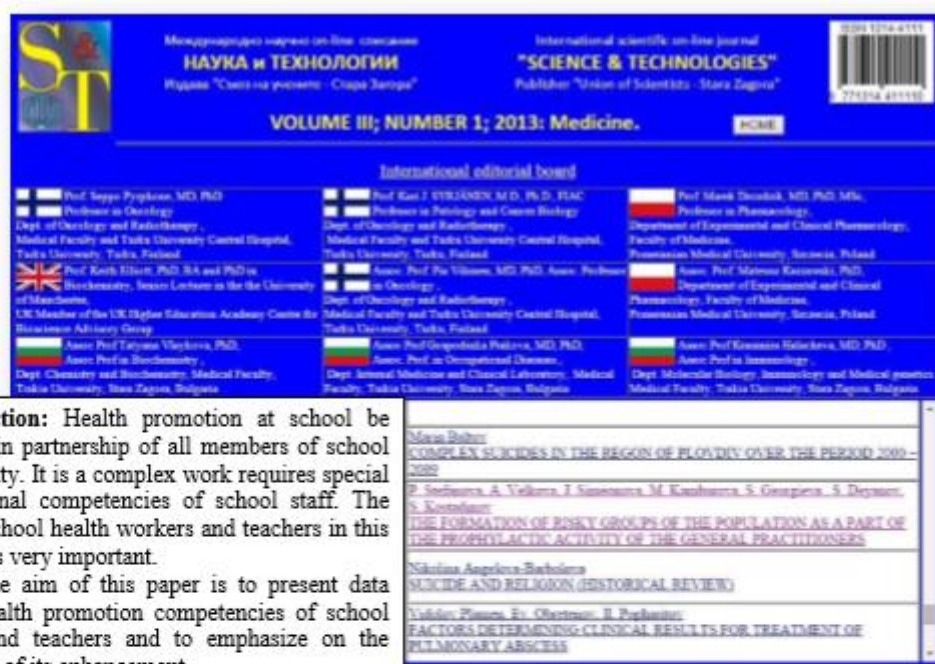 S & T
Международно научно on-line списание
НАУКА и ТЕХНОЛОГИИ
Издава "Съюз на учените - Стара Загора"
International scientific on-line journal
"SCIENCE & TECHNOLOGIES"
Publisher "Union of Scientists - Stara Zagora"
ISSN 1314-4111
VOLUME III; NUMBER 1; 2013: Medicine.
HOME
International editorial board
Prof. Seppo MD, PhD
Professor in Oncology
Dept. of Oncology and Radiotherapy,
Medical Faculty and Turku University Central Hospital,
Turku University, Turku, Finland
Prof. Kari J. SYRJÄNEN, M.D., Ph.D., FIAC
Professor in and Cancer Biology
Dept. of Oncology and Radiotherapy,
Medical Faculty and Turku University Central Hospital,
Turku University, Turku, Finland
Prof. Marek MD, PhD, MSc,
Professor in Pharmacology,
Department of Experimental and Clinical Pharmacology,
Faculty of Medicine,
Pomeranian Medical University, Poland
Prof. Keith Elliott, PhD, BA and PhD in
Biochemistry, Senior Lecturer in the the University
of Manchester,
UK Member of the UK Higher Education Academy Centre for
Bioscience Advisory Group
Assoc. Prof. MD, PhD, Assoc. Professor
in Oncology,
Dept. of Oncology and Radiotherapy,
Medical Faculty and Turku University Central Hospital,
Turku University, Turku, Finland
Assoc. Prof. Mateusz PhD,
Department of Experimental and Clinical
Pharmacology, Faculty of Medicine,
Pomeranian Medical University, Poland
Assoc Prof Tatyana Vlaykova, PhD,
Assoc Prof in Biochemistry,
Dept. Chemistry and Biochemistry, Medical Faculty,
Trakia University, Stara Zagora, Bulgaria
Assoc Prof MD, PhD,
Assoc. Prof. in Occupational Diseases,
Dept. Internal Medicine and Clinical Laboratory, Medical
Faculty, Trakia University, Stara Zagora, Bulgaria
Assoc Prof MD, PhD,
Assoc Prof in Immunology,
Dept. Molecular Biology, Immunology and Medical genetics
Medical Faculty, Trakia University, Stara Zagora, Bulgaria
tion: Health promotion at school be
in partnership of all members of school
ty. It is a complex work requires special
nal competencies of school staff. The
chool health workers and teachers in this
s very important.
e aim of this paper is to present data
alth promotion competencies of school
nd teachers and to emphasize on the
of its enhancement.
Maria
COMPLEX SUICIDES IN THE REGION OF PLOVDIV OVER THE PERIOD 2000 –
2009
P. Stefanova, A. Velkova, M. Kamburova, S. Georgieva, S. Deyanov,
S.
THE FORMATION OF RISKY GROUPS OF THE POPULATION AS A PART OF
THE PROPHYLACTIC ACTIVITY OF THE GENERAL PRACTITIONERS
Nikolina Angelova-Barbolova
SUICIDE AND RELIGION (HISTORICAL REVIEW)
FACTORS DETERMINING CLINICAL RESULTS FOR TREATMENT OF
PULMONARY ABSCESS